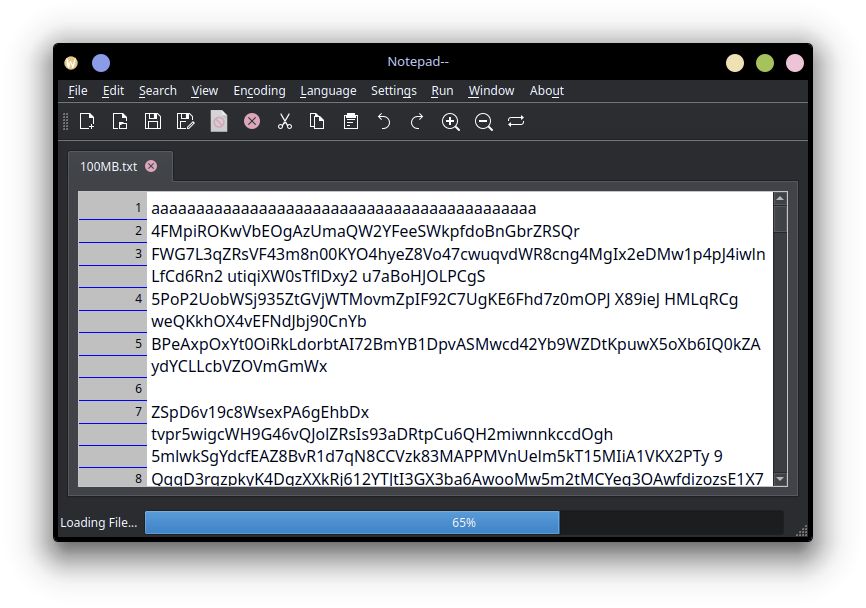 Notepad--
File Edit Search View Encoding Language Settings Run Window About
100MB.txt
1 aaaaaaaaaaaaaaaaaaaaaaaaaaaaaaaaaaaaaaaaaaa
2 4FMpiROKwVbEOgAzUmaQW2YFeeSWkpfdoBnGbrZRSQr
3 FWG7L3qZRsVF43m8n00KYO4hyeZ8Vo47cwuqvdWR8cng4MgIx2eDMw1p4pJ4iwln
LfCd6Rn2 utiqiXW0sTflDxy2 u7aBoHJOLPCgS
4 5PoP2UobWSj935ZtGVjWTMovmZpIF92C7UgKE6Fhd7z0mOPJ X89ieJ HMLqRCg
weQKkhOX4vEFNdJbj90CnYb
5 BPeAxpOxYt0OiRkLdorbtAI72BmYB1DpvASMwcd42Yb9WZDtKpuwX5oXb6IQ0kZA
ydYCLLcbVZOVmGmWx
6
7 ZSpD6v19c8WsexPA6gEhbDx
tvpr5wigcWH9G46vQJolZRsIs93aDRtpCu6QH2miwnnkccdOgh
5mlwkSgYdcfEAZ8BvR1d7qN8CCVzk83MAPPMVnUelm5kT15MIiA1VKX2PTy 9
8 QgqD3rgzpkyK4DqzXXkRj612YTJtI3GX3ba6AwooMw5m2tMCYeg3OAwfdizozsE1X7
Loading File... 65%